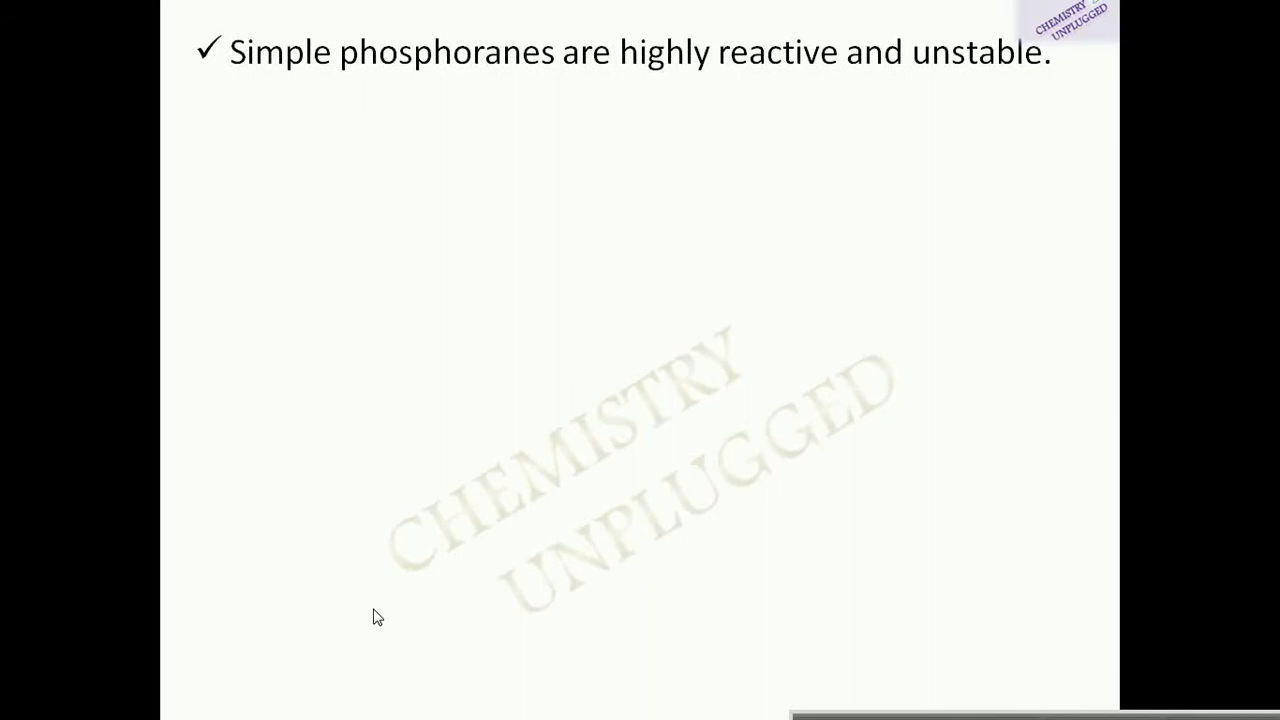 CHEMISTRY
UNPLUGGED
✓ Simple phosphoranes are highly reactive and unstable.
CHEMISTRY
UNPLUGGED